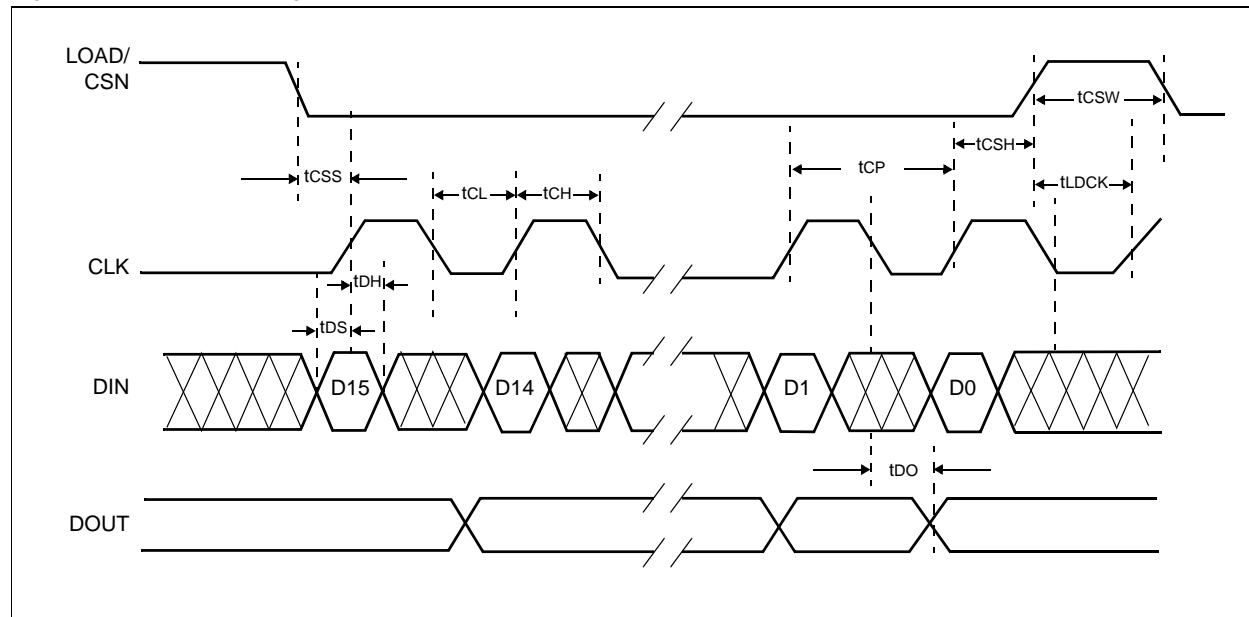 LOAD/
CSN
tCSW
tCSH
tCP
tCSS
tCL
tCH
tLDCK
CLK
tDH
tDS
DIN
D15
D14
D1
D0
tDO
DOUT